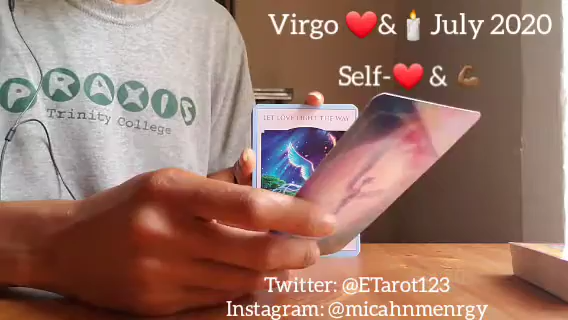 Virgo ❤️&🕯️July 2020
Self-❤️ & 💪🏾
PRAXIS
Trinity College
LET LOVE LIGHT THE WAY
Twitter: @ETarot123
Instagram: @micahnmenrgy